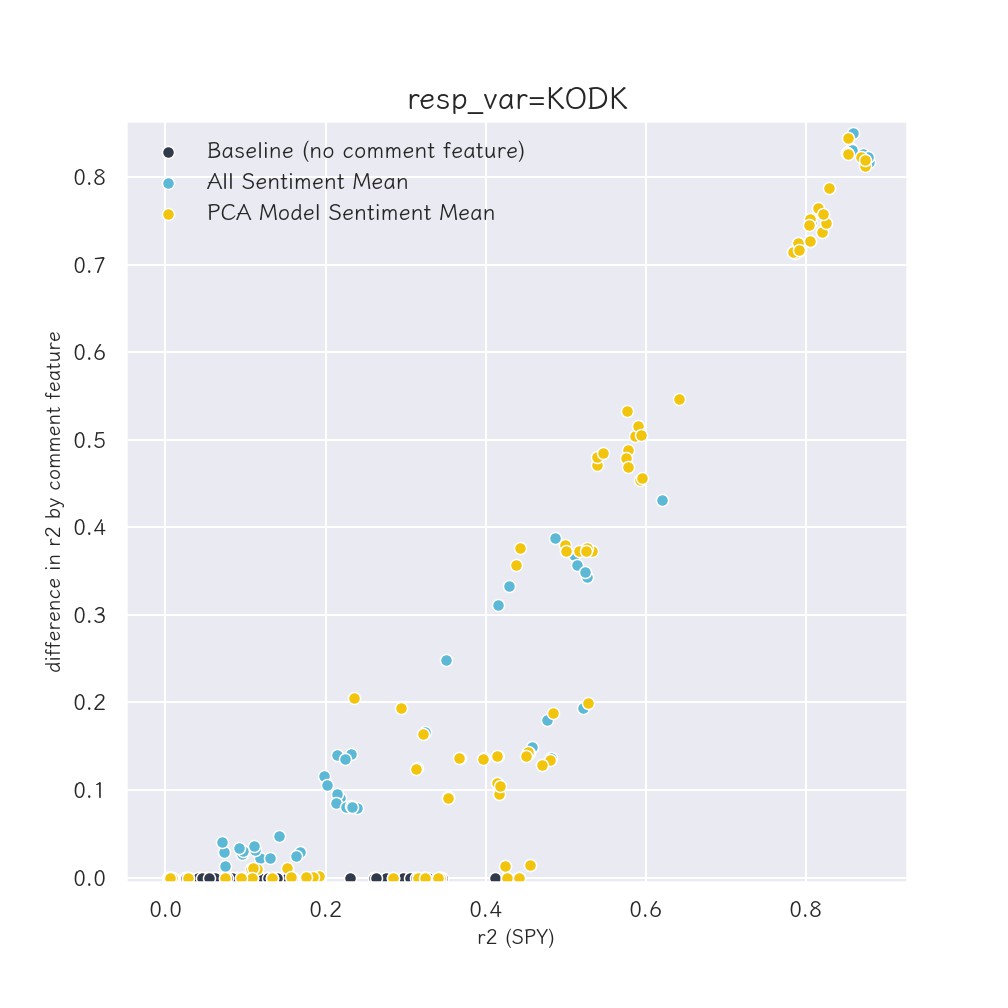 resp_var=KODK
Baseline (no comment feature)
All Sentiment Mean
PCA Model Sentiment Mean
difference in r2 by comment feature
0.8
0.7
0.6
0.5
0.4
0.3
0.2
0.1
0.0
0.0 0.2 0.4 0.6 0.8
r2 (SPY)